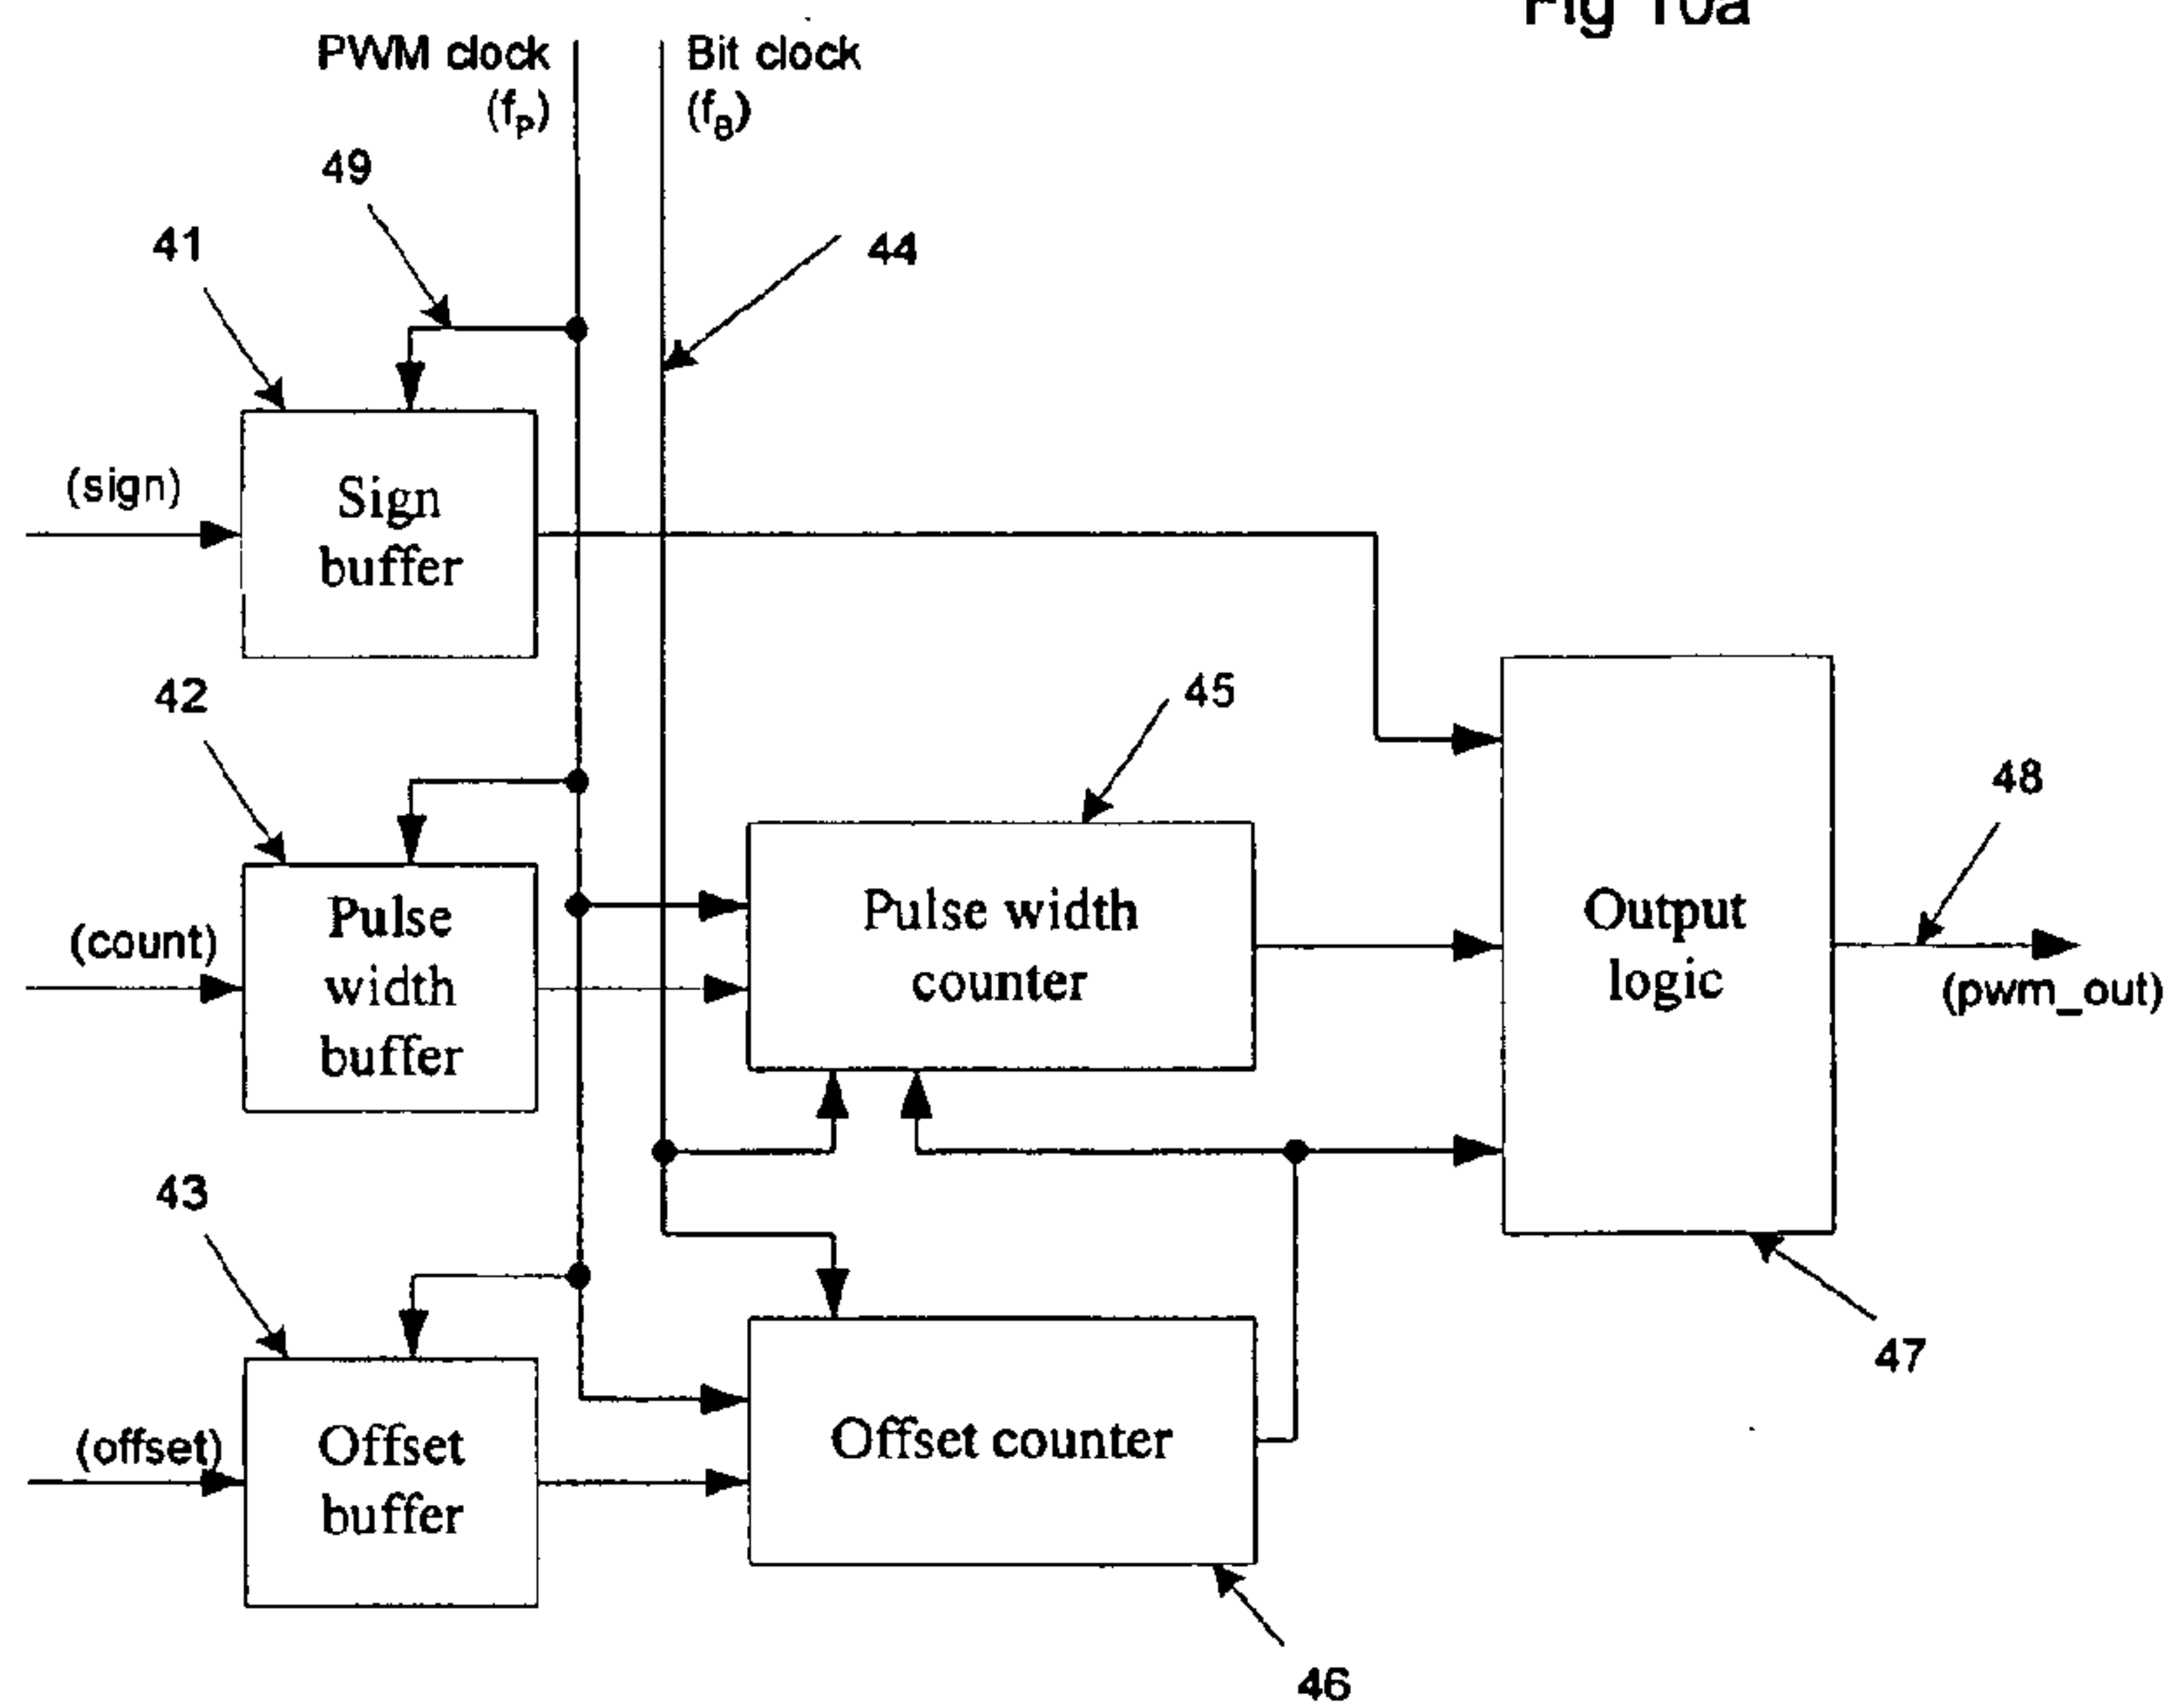 Fig 10a
PWM clock
(fP)
Bit clock
(fB)
49
41
44
(sign)
Sign
buffer
42
45
48
(count)
Pulse
width
buffer
Pulse width
counter
Output
logic
(pwm_out)
43
47
(offset)
Offset
buffer
Offset counter
46